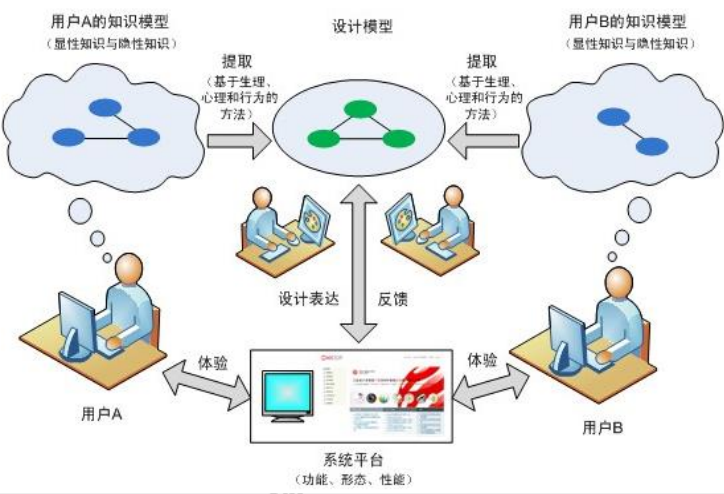 用户A的知识模型
（显性知识与隐性知识）
设计模型
用户B的知识模型
（显性知识与隐性知识）
提取
（基于生理、
心理和行为的
方法）
提取
（基于生理、
心理和行为的
方法）
设计表达
反馈
体验
体验
用户A
用户B
系统平台
（功能、形态、性能）